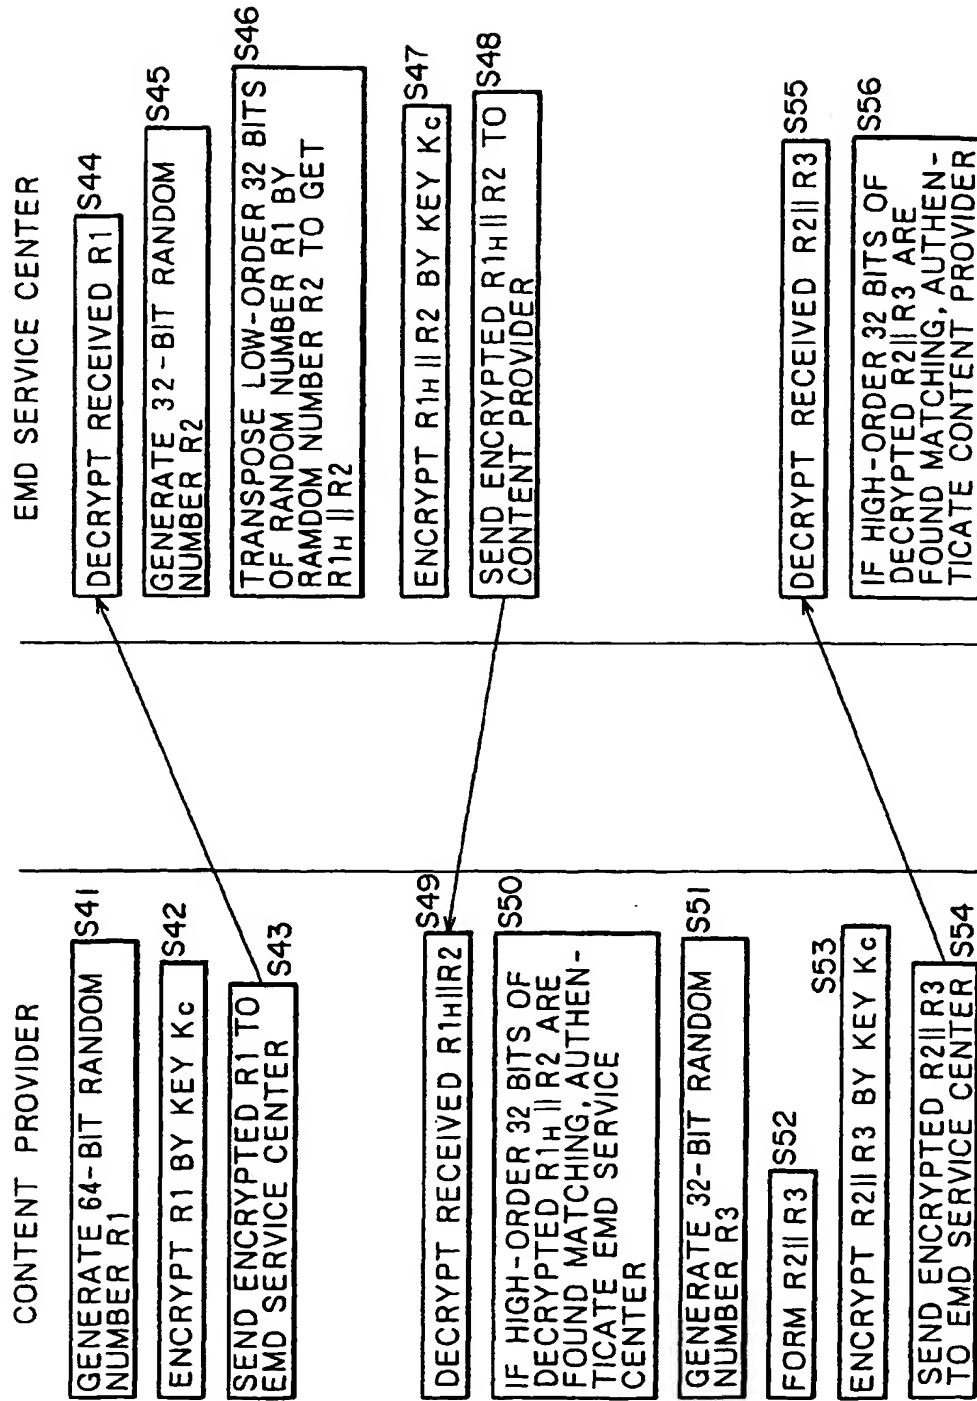 CONTENT PROVIDER
GENERATE 64-BIT RANDOM
NUMBER R1
S41
ENCRYPT R1 BY KEY Kc
S42
SEND ENCRYPTED R1 TO
EMD SERVICE CENTER
S43
DECRYPT RECEIVED R1H||R2
S49
IF HIGH-ORDER 32 BITS OF
DECRYPTED R1H || R2 ARE
FOUND MATCHING, AUTHEN-
TICATE EMD SERVICE
CENTER
S50
GENERATE 32-BIT RANDOM
NUMBER R3
S51
FORM R2|| R3
S52
ENCRYPT R2|| R3 BY KEY Kc
S53
SEND ENCRYPTED R2|| R3
TO EMD SERVICE CENTER
S54
EMD SERVICE CENTER
DECRYPT RECEIVED R1
S44
GENERATE 32-BIT RANDOM
NUMBER R2
S45
TRANSPOSE LOW-ORDER 32 BITS
OF RANDOM NUMBER R1 BY
RAMDOM NUMBER R2 TO GET
R1H || R2
S46
ENCRYPT R1H || R2 BY KEY Kc
S47
SEND ENCRYPTED R1H || R2 TO
CONTENT PROVIDER
S48
DECRYPT RECEIVED R2|| R3
S55
IF HIGH-ORDER 32 BITS OF
DECRYPTED R2|| R3 ARE
FOUND MATCHING, AUTHEN-
TICATE CONTENT PROVIDER
S56